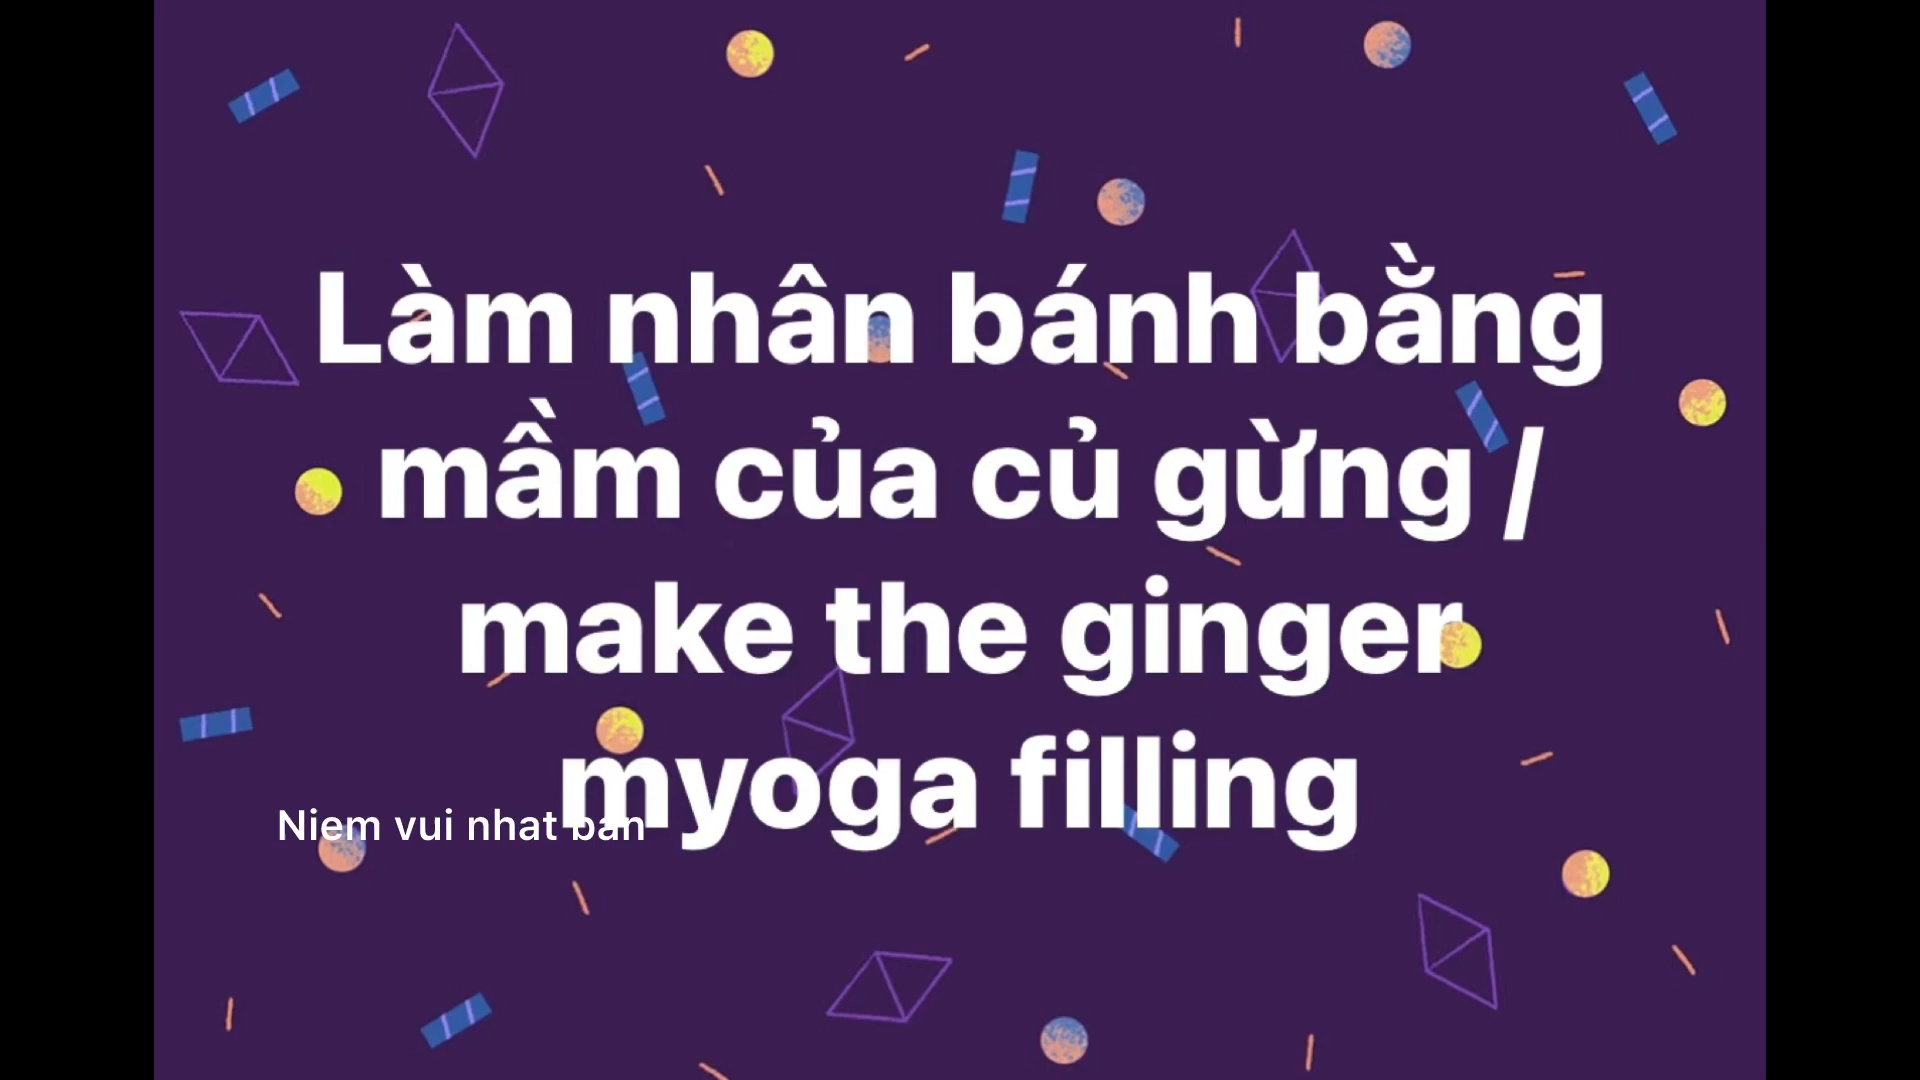 Làm nhân bánh bằng
mầm của củ gừng /
make the ginger
myoga filling
Niem vui nhat ban